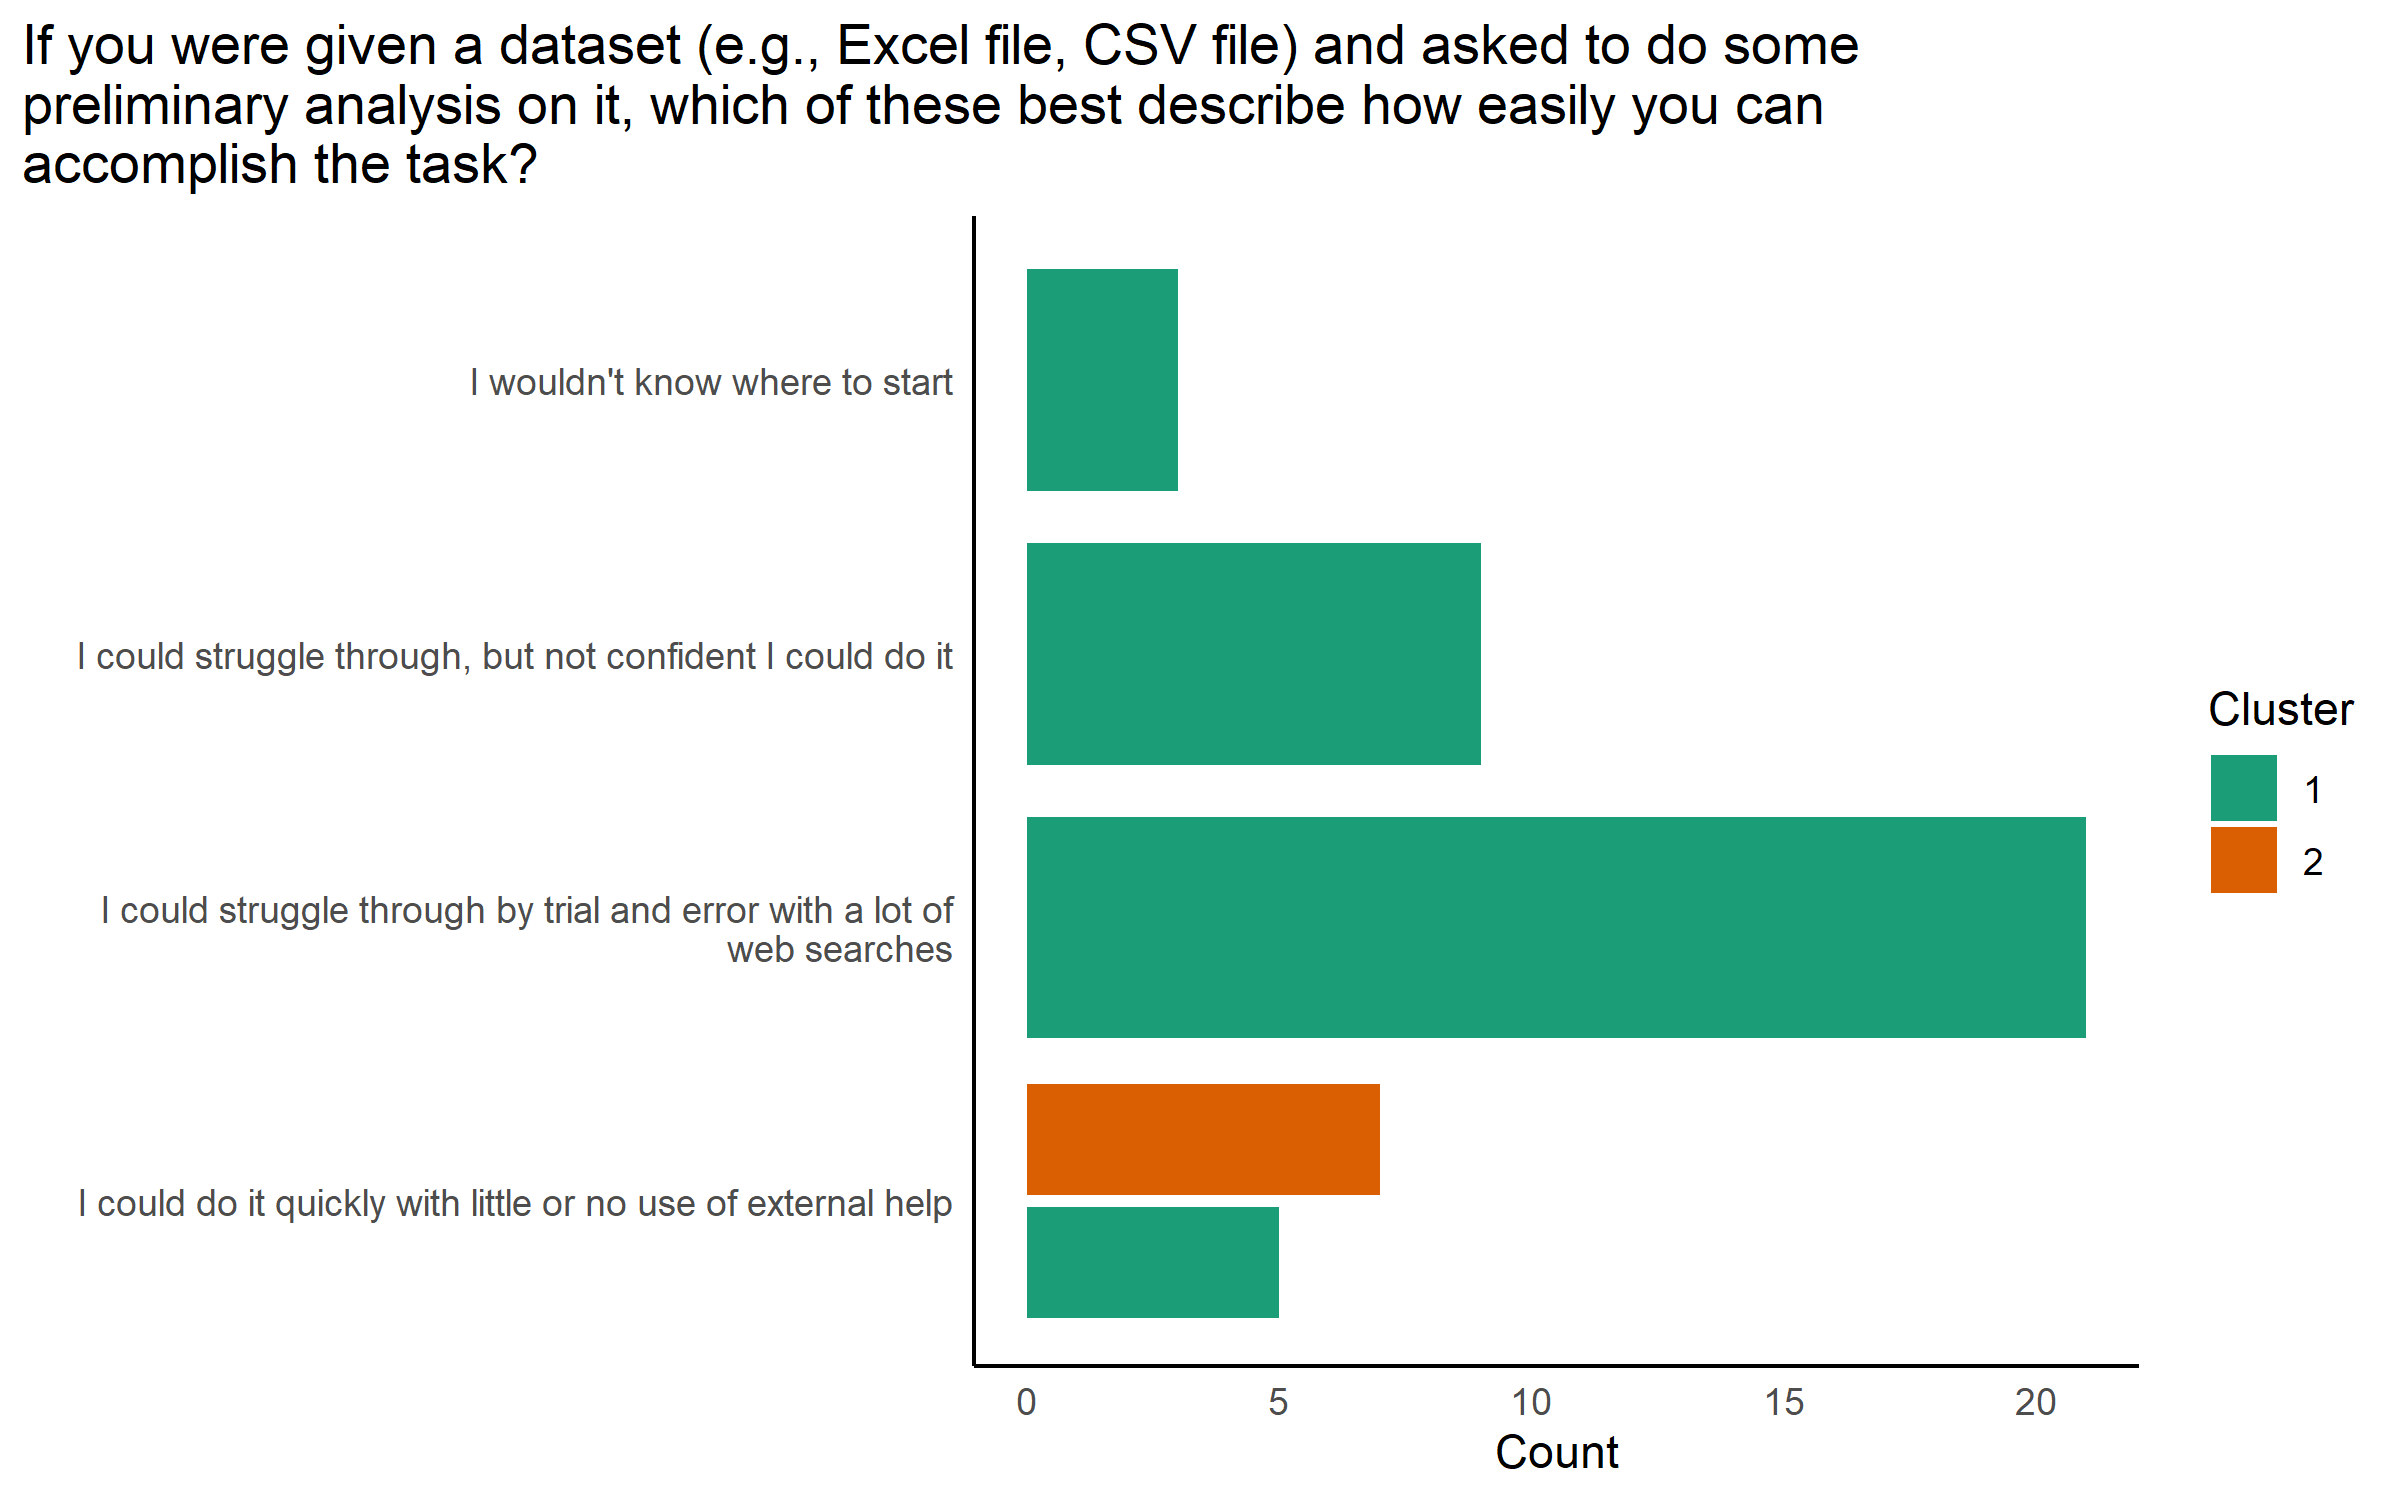 If you were given a dataset (e.g., Excel file, CSV file) and asked to do some
preliminary analysis on it, which of these best describe how easily you can
accomplish the task?
I wouldn't know where to start
I could struggle through, but not confident I could do it
I could struggle through by trial and error with a lot of
web searches
I could do it quickly with little or no use of external help
0 5 10 15 20
Count
Cluster
1
2